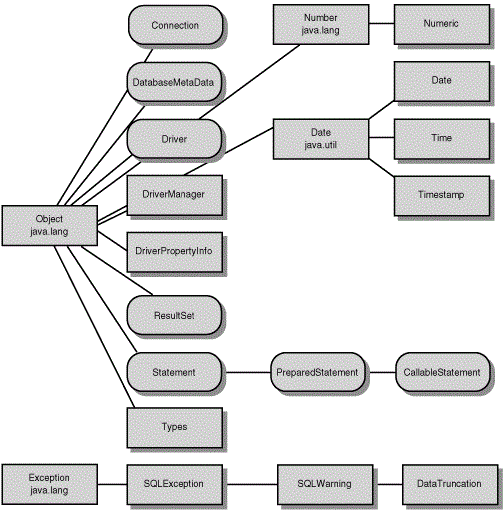 Connection
Number
java.lang
Numeric
DatabaseMetaData
Date
Driver
Date
java.util
Time
DriverManager
Timestamp
Object
java.lang
DriverPropertyInfo
ResultSet
Statement
PreparedStatement
CallableStatement
Types
Exception
java.lang
SQLException
SQLWarning
DataTruncation